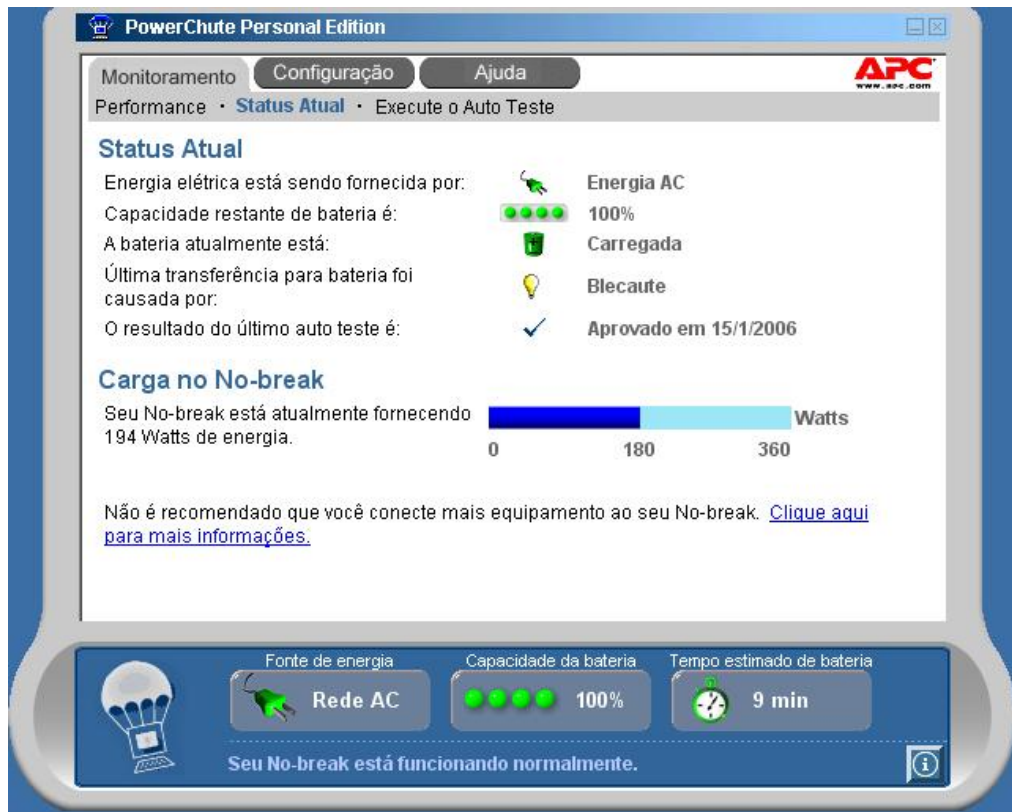 PowerChute Personal Edition
Monitoramento Configuração Ajuda
APC
www.apc.com
Performance · Status Atual · Execute o Auto Teste
Status Atual
Energia elétrica está sendo fornecida por: Energia AC
Capacidade restante de bateria é: 100%
A bateria atualmente está: Carregada
Última transferência para bateria foi
causada por: Blecaute
O resultado do último auto teste é: Aprovado em 15/1/2006
Carga no No-break
Seu No-break está atualmente fornecendo
194 Watts de energia.
Watts
0 180 360
Não é recomendado que você conecte mais equipamento ao seu No-break. Clique aqui
para mais informações.
Fonte de energia Capacidade da bateria Tempo estimado de bateria
Rede AC 100% 9 min
Seu No-break está funcionando normalmente.